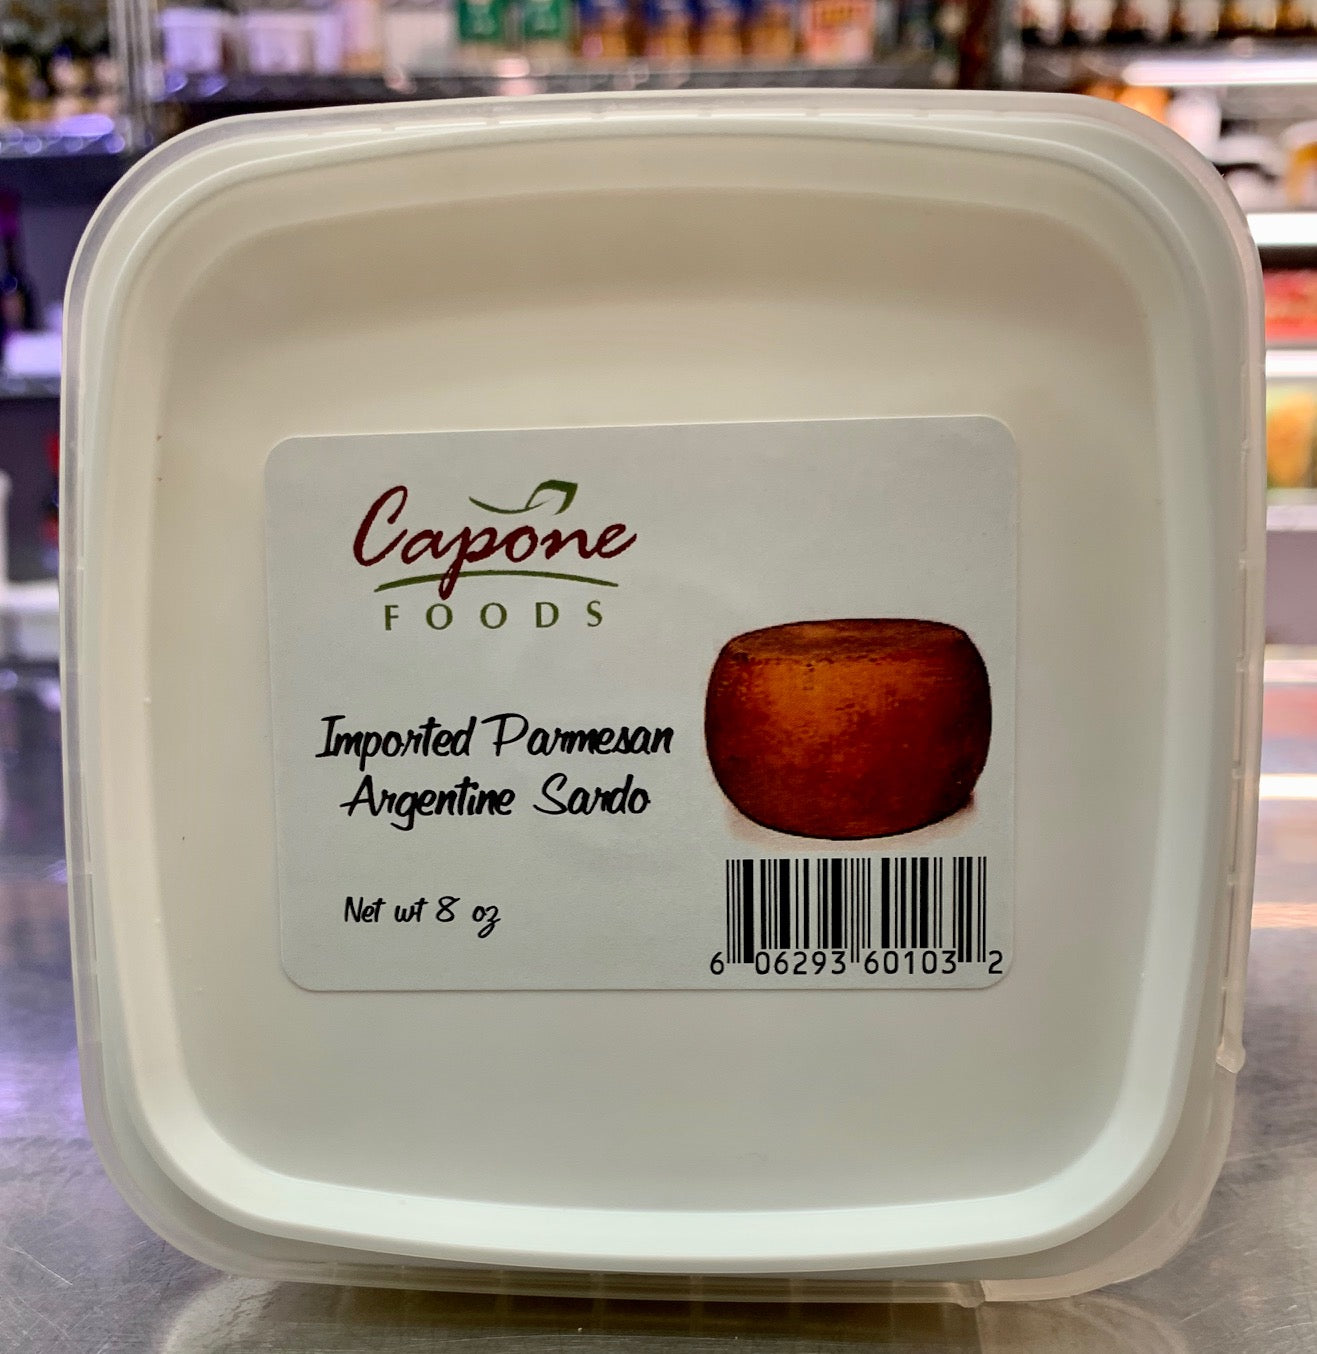 Capone
FOODS
Imported Parmesan
Argentine Sardo
Net wt 8 oz
6 06293 60103 2